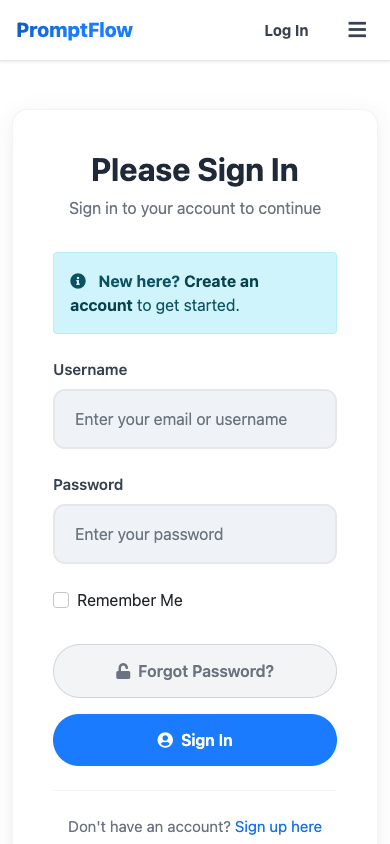 PromptFlow
Log In
Please Sign In
Sign in to your account to continue
New here? Create an
account to get started.
Username
Enter your email or username
Password
Enter your password
Remember Me
Forgot Password?
Sign In
Don't have an account? Sign up here